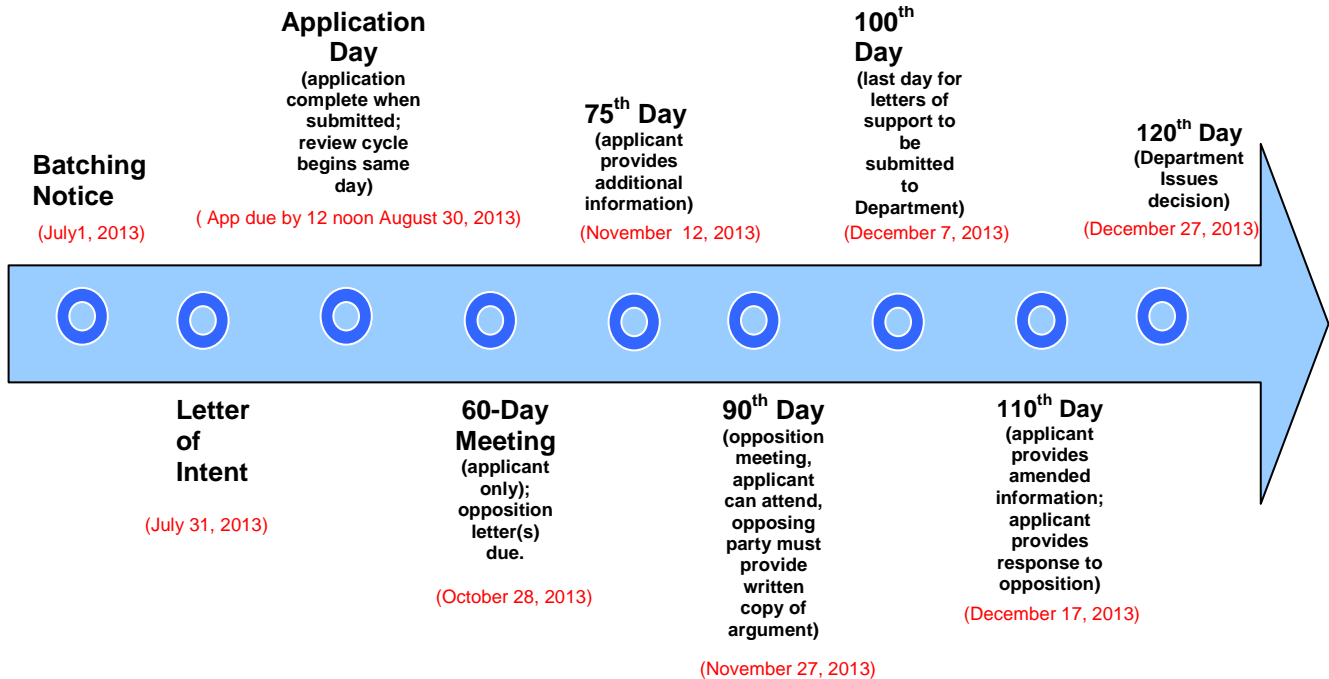 Batching
Notice
(July1, 2013)
Letter
of
Intent
(July 31, 2013)
Application
Day
(application
complete when
submitted;
review cycle
begins same
day)
( App due by 12 noon August 30, 2013)
60-Day
Meeting
(applicant
only);
opposition
letter(s)
due.
(October 28, 2013)
75th Day
(applicant
provides
additional
information)
(November  12, 2013)
90th Day
(opposition
meeting,
applicant
can attend,
opposing
party must
provide
written
copy of
argument)
(November 27, 2013)
100th
Day
(last day for
letters of
support to
be
submitted
to
Department)
(December 7, 2013)
110th Day
(applicant
provides
amended
information;
applicant
provides
response to
opposition)
(December 17, 2013)
120th Day
(Department
Issues
decision)
(December 27, 2013)